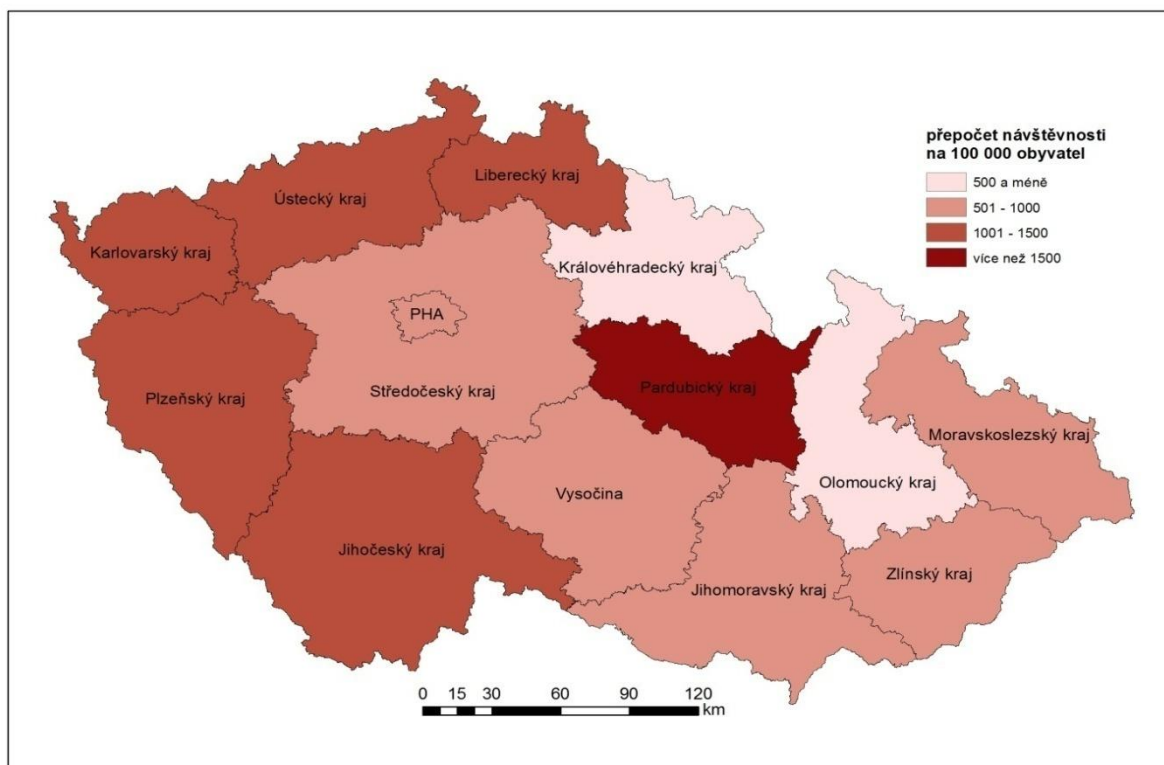 přepočet návštěvnosti
na 100 000 obyvatel
500 a méně
501 - 1000
1001 - 1500
více než 1500
Liberecký kraj
Ústecký kraj
Karlovarský kraj
Královéhradecký kraj
PHA
Středočeský kraj
Pardubický kraj
Plzeňský kraj
Moravskoslezský kraj
Olomoucký kraj
Vysočina
Jihočeský kraj
Zlínský kraj
Jihomoravský kraj
0 15 30 60 90 120
km